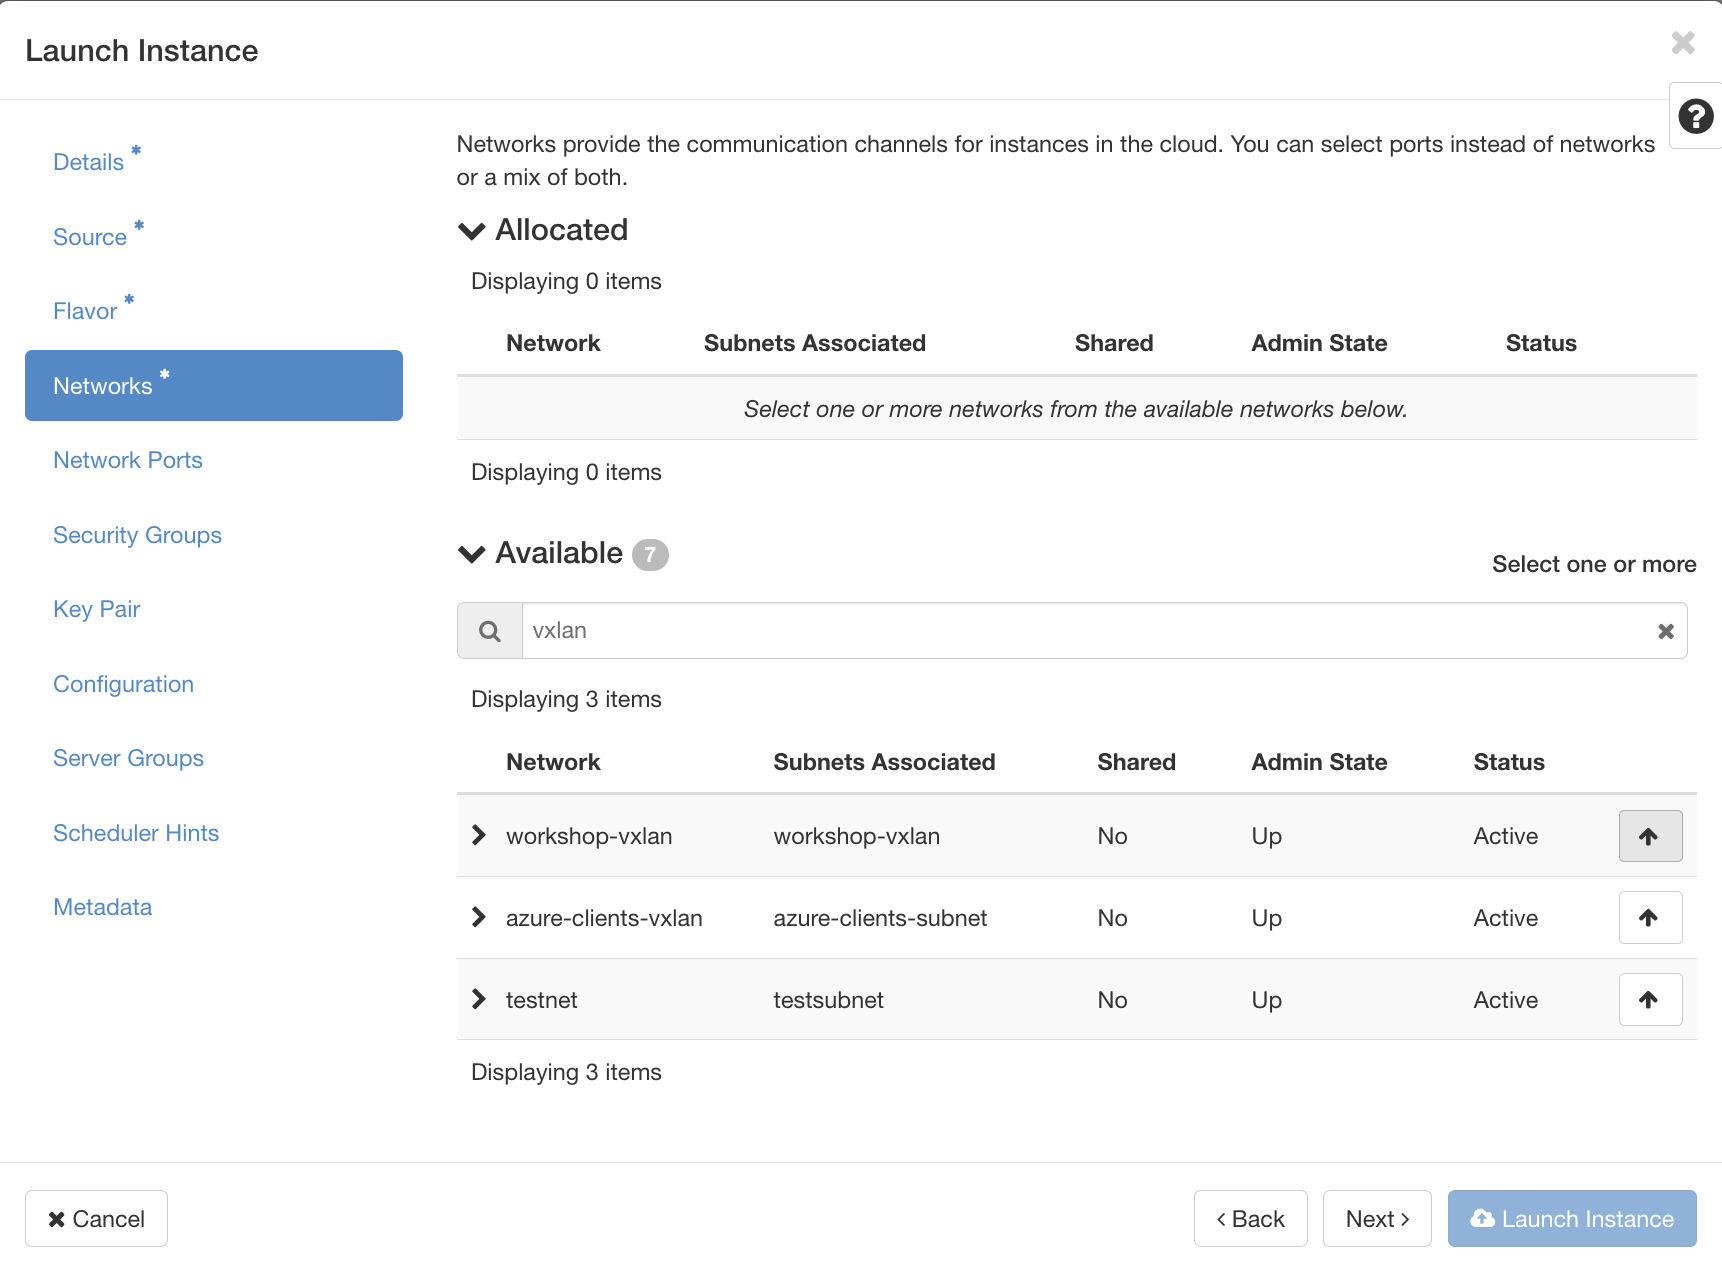 Launch Instance
Details *
Source *
Flavor *
Networks *
Network Ports
Security Groups
Key Pair
Configuration
Server Groups
Scheduler Hints
Metadata
Networks provide the communication channels for instances in the cloud. You can select ports instead of networks
or a mix of both.
Allocated
Displaying 0 items
Network Subnets Associated Shared Admin State Status
Select one or more networks from the available networks below.
Displaying 0 items
Available 7
Select one or more
vxlan
Displaying 3 items
Network Subnets Associated Shared Admin State Status
workshop-vxlan workshop-vxlan No Up Active
azure-clients-vxlan azure-clients-subnet No Up Active
testnet testsubnet No Up Active
Displaying 3 items
Cancel
Back
Next
Launch Instance